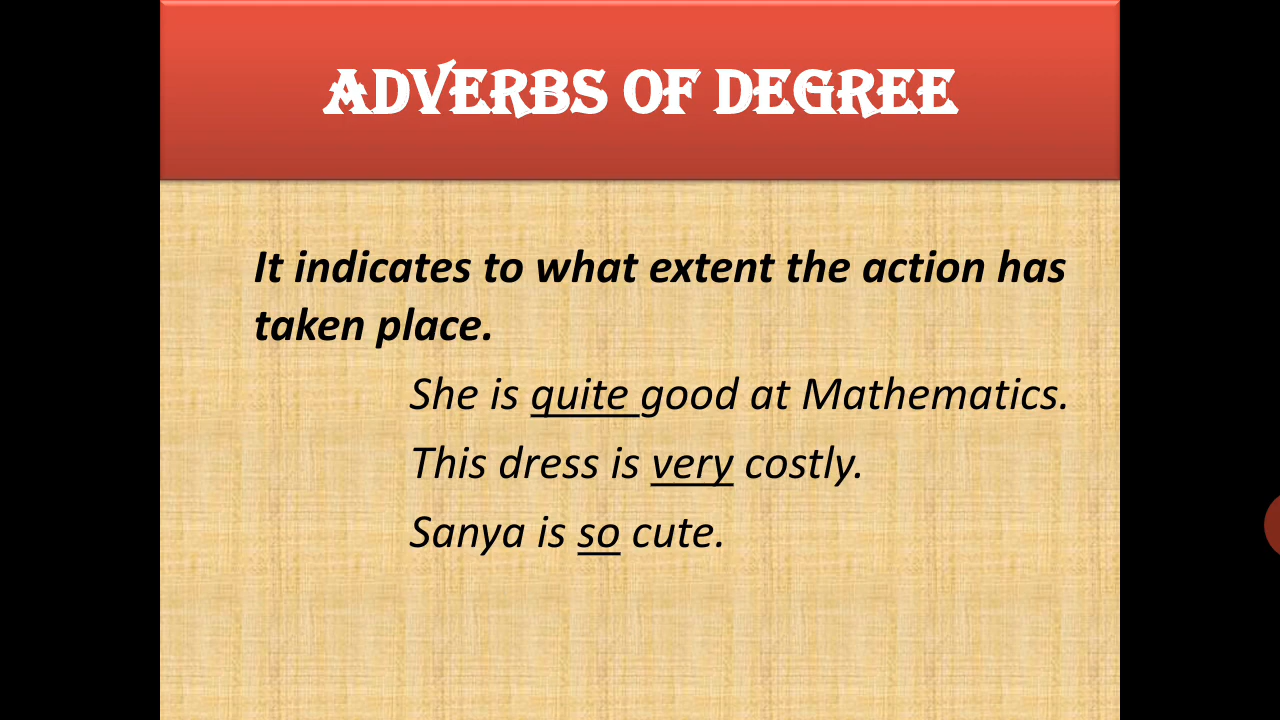 ADVERBS OF DEGREE
It indicates to what extent the action has
taken place.
She is quite good at Mathematics.
This dress is very costly.
Sanya is so cute.